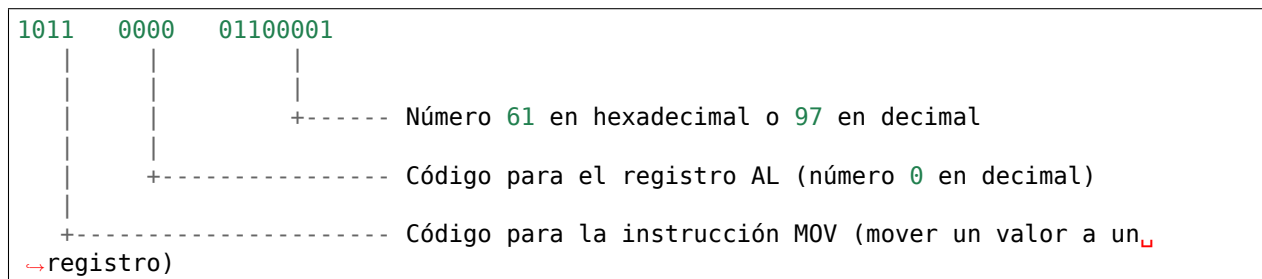 1011   0000   01100001
   |      |          |
   |      |          |
   |      |          +------ Número 61 en hexadecimal o 97 en decimal
   |      |
   |      +----------------- Código para el registro AL (número 0 en decimal)
   |
   +----------------------- Código para la instrucción MOV (mover un valor a un␣
↪registro)